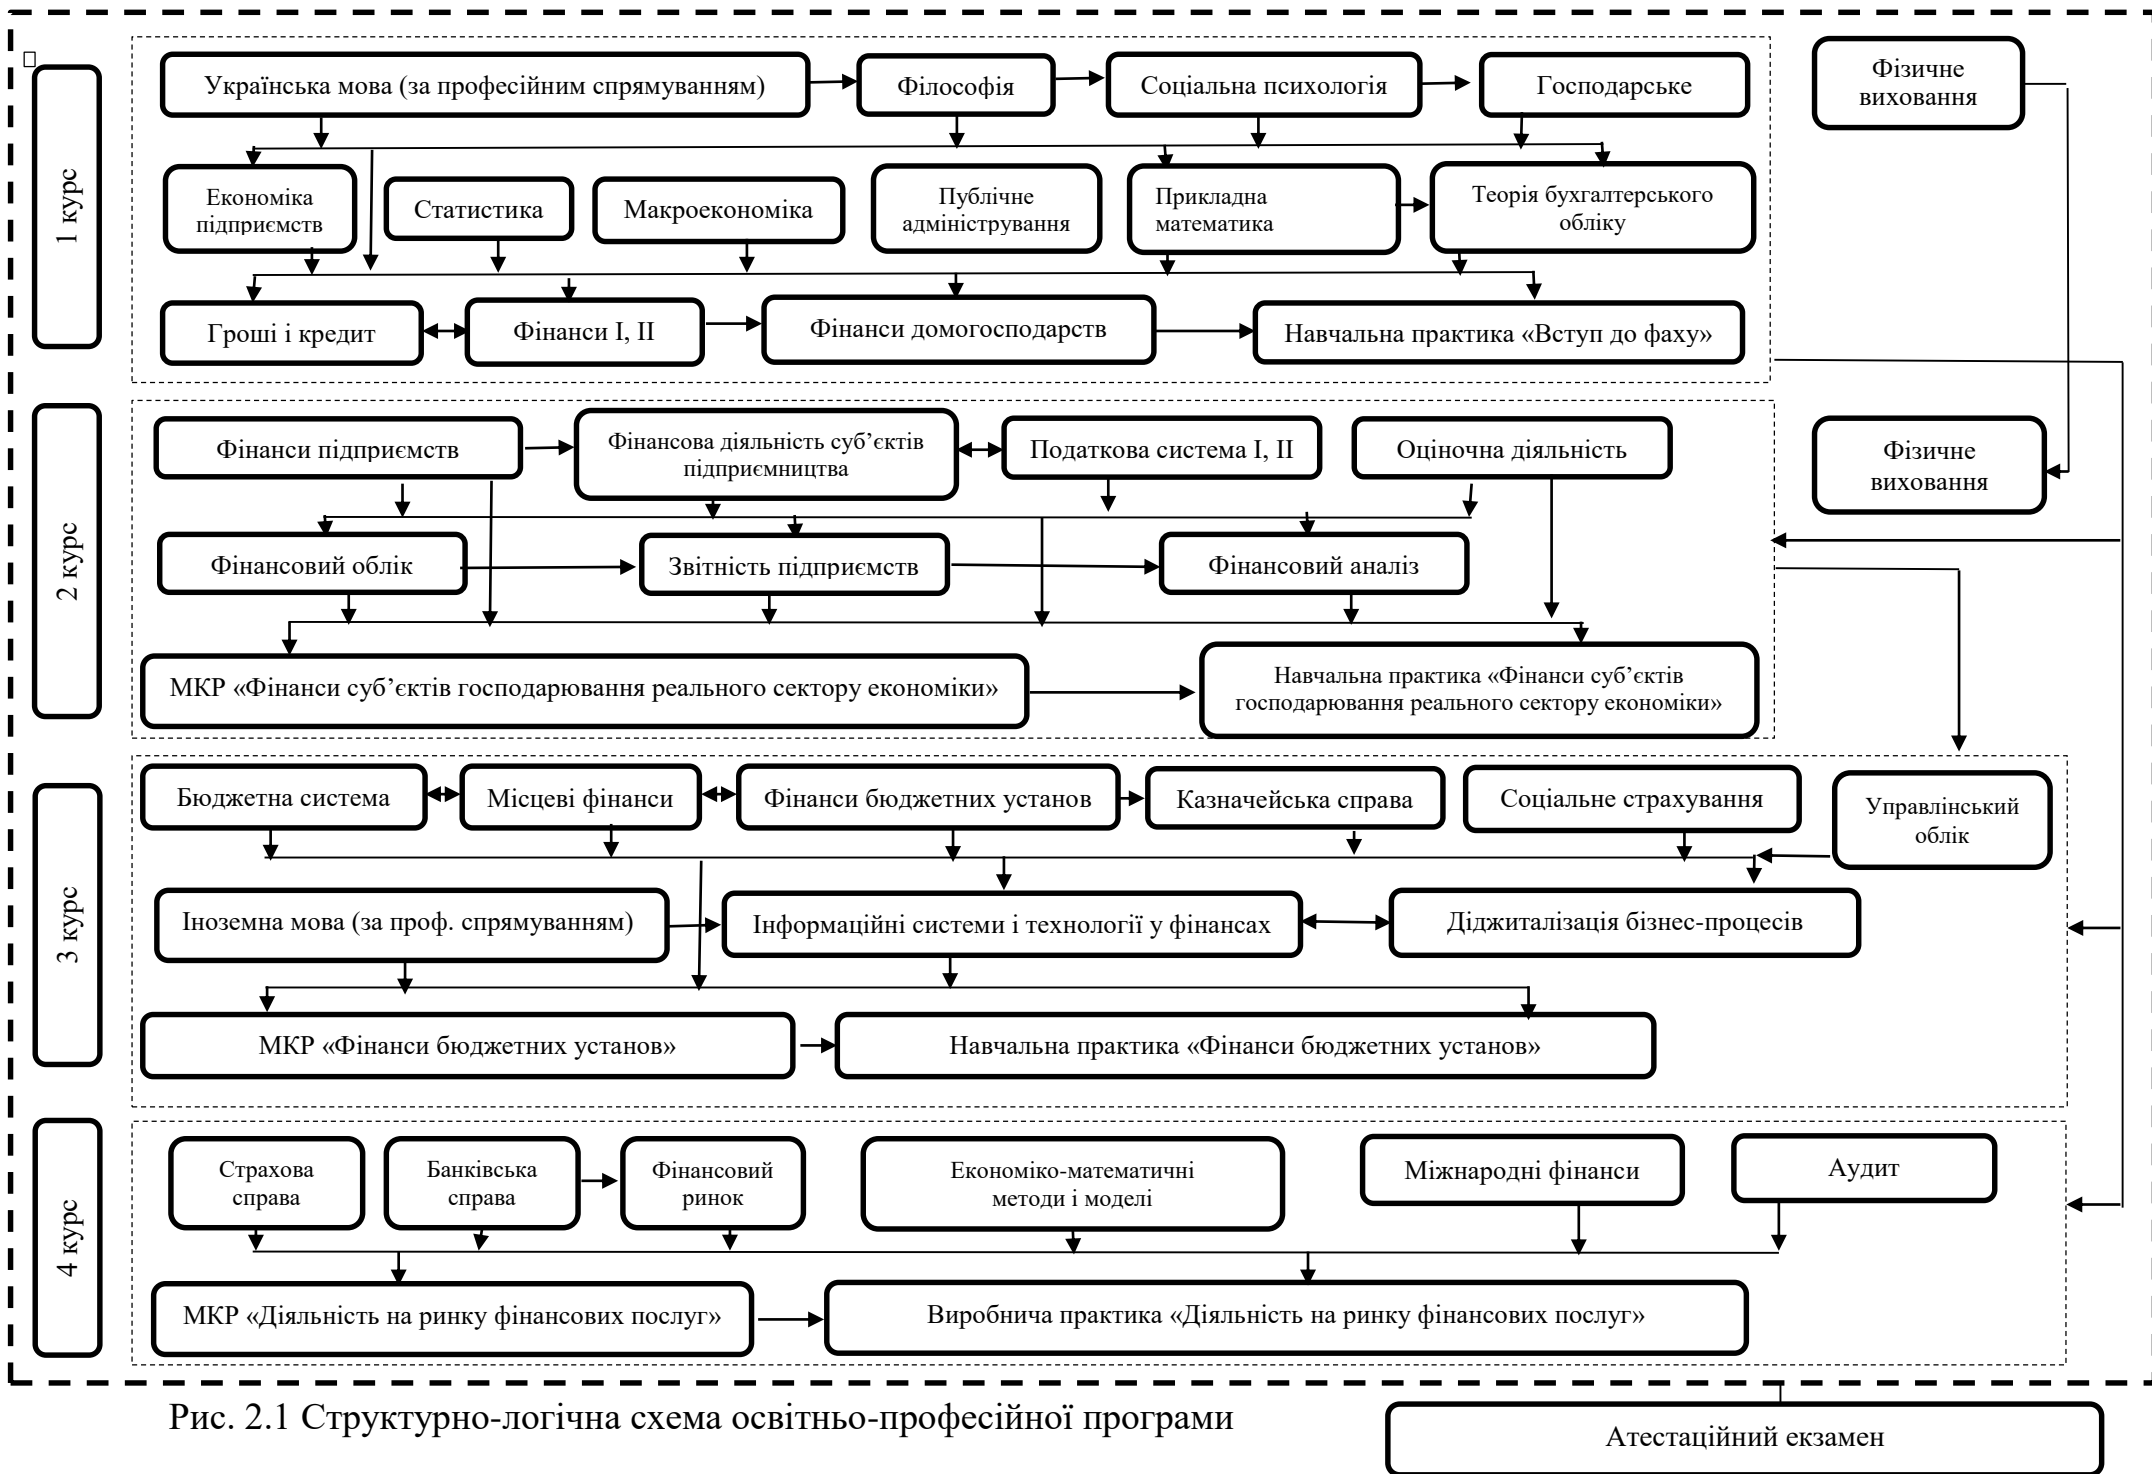 1 курс
Українська мова (за професійним спрямуванням)
Філософія
Соціальна психологія
Господарське
Фізичне
виховання
Економіка
підприємств
Статистика
Макроекономіка
Публічне
адміністрування
Прикладна
математика
Теорія бухгалтерського
обліку
Гроші і кредит
Фінанси І, ІІ
Фінанси домогосподарств
Навчальна практика «Вступ до фаху»
2 курс
Фінанси підприємств
Фінансова діяльність суб’єктів
підприємництва
Податкова система І, ІІ
Оціночна діяльність
Фізичне
виховання
Фінансовий облік
Звітність підприємств
Фінансовий аналіз
МКР «Фінанси суб’єктів господарювання реального сектору економіки»
Навчальна практика «Фінанси суб’єктів
господарювання реального сектору економіки»
3 курс
Бюджетна система
Місцеві фінанси
Фінанси бюджетних установ
Казначейська справа
Соціальне страхування
Управлінський
облік
Іноземна мова (за проф. спрямуванням)
Інформаційні системи і технології у фінансах
Діджиталізація бізнес-процесів
МКР «Фінанси бюджетних установ»
Навчальна практика «Фінанси бюджетних установ»
4 курс
Страхова
справа
Банківська
справа
Фінансовий
ринок
Економіко-математичні
методи і моделі
Міжнародні фінанси
Аудит
МКР «Діяльність на ринку фінансових послуг»
Виробнича практика «Діяльність на ринку фінансових послуг»
Рис. 2.1 Структурно-логічна схема освітньо-професійної програми
Атестаційний екзамен